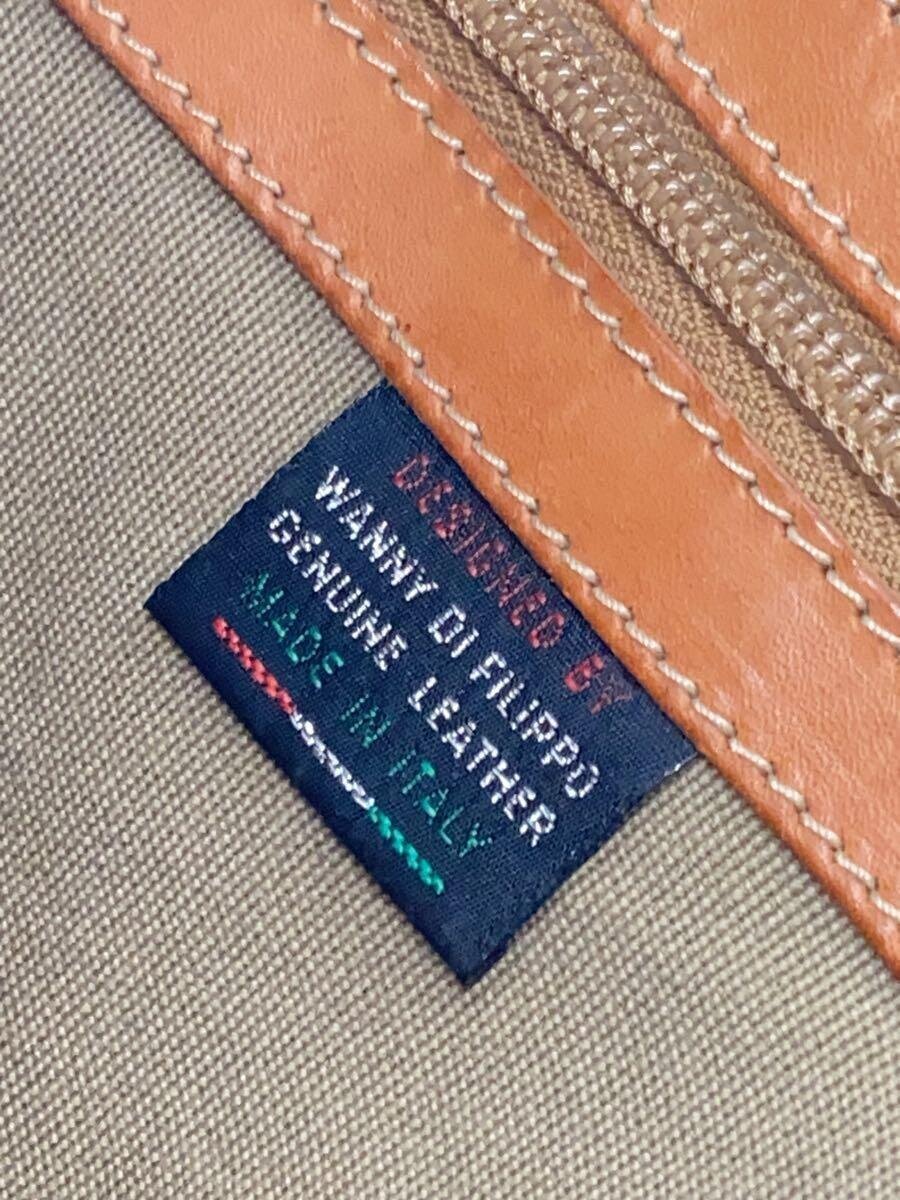 DESIGNED BY
WANNY DI FILIPPO
GENUINE LEATHER
MADE IN ITALY